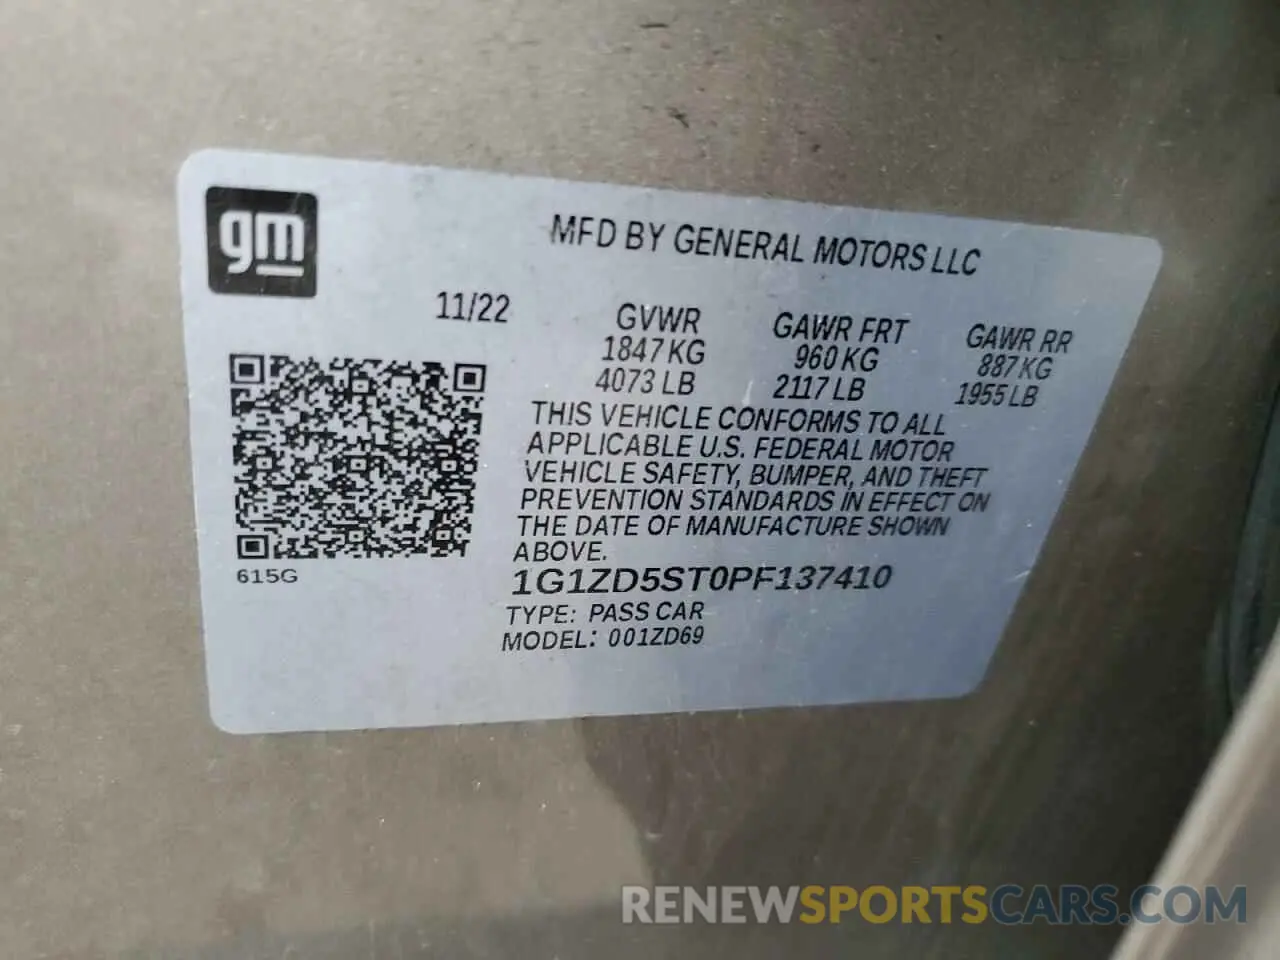 gm
MFD BY GENERAL MOTORS LLC
11/22
GVWR GAWR FRT GAWR RR
1847 KG 960 KG 887 KG
4073 LB 2117 LB 1955 LB
THIS VEHICLE CONFORMS TO ALL
APPLICABLE U.S. FEDERAL MOTOR
VEHICLE SAFETY, BUMPER, AND THEFT
PREVENTION STANDARDS IN EFFECT ON
THE DATE OF MANUFACTURE SHOWN
ABOVE.
615G
1G1ZD5ST0PF137410
TYPE: PASS CAR
MODEL: 001ZD69
RENEWSPORTSCARS.COM